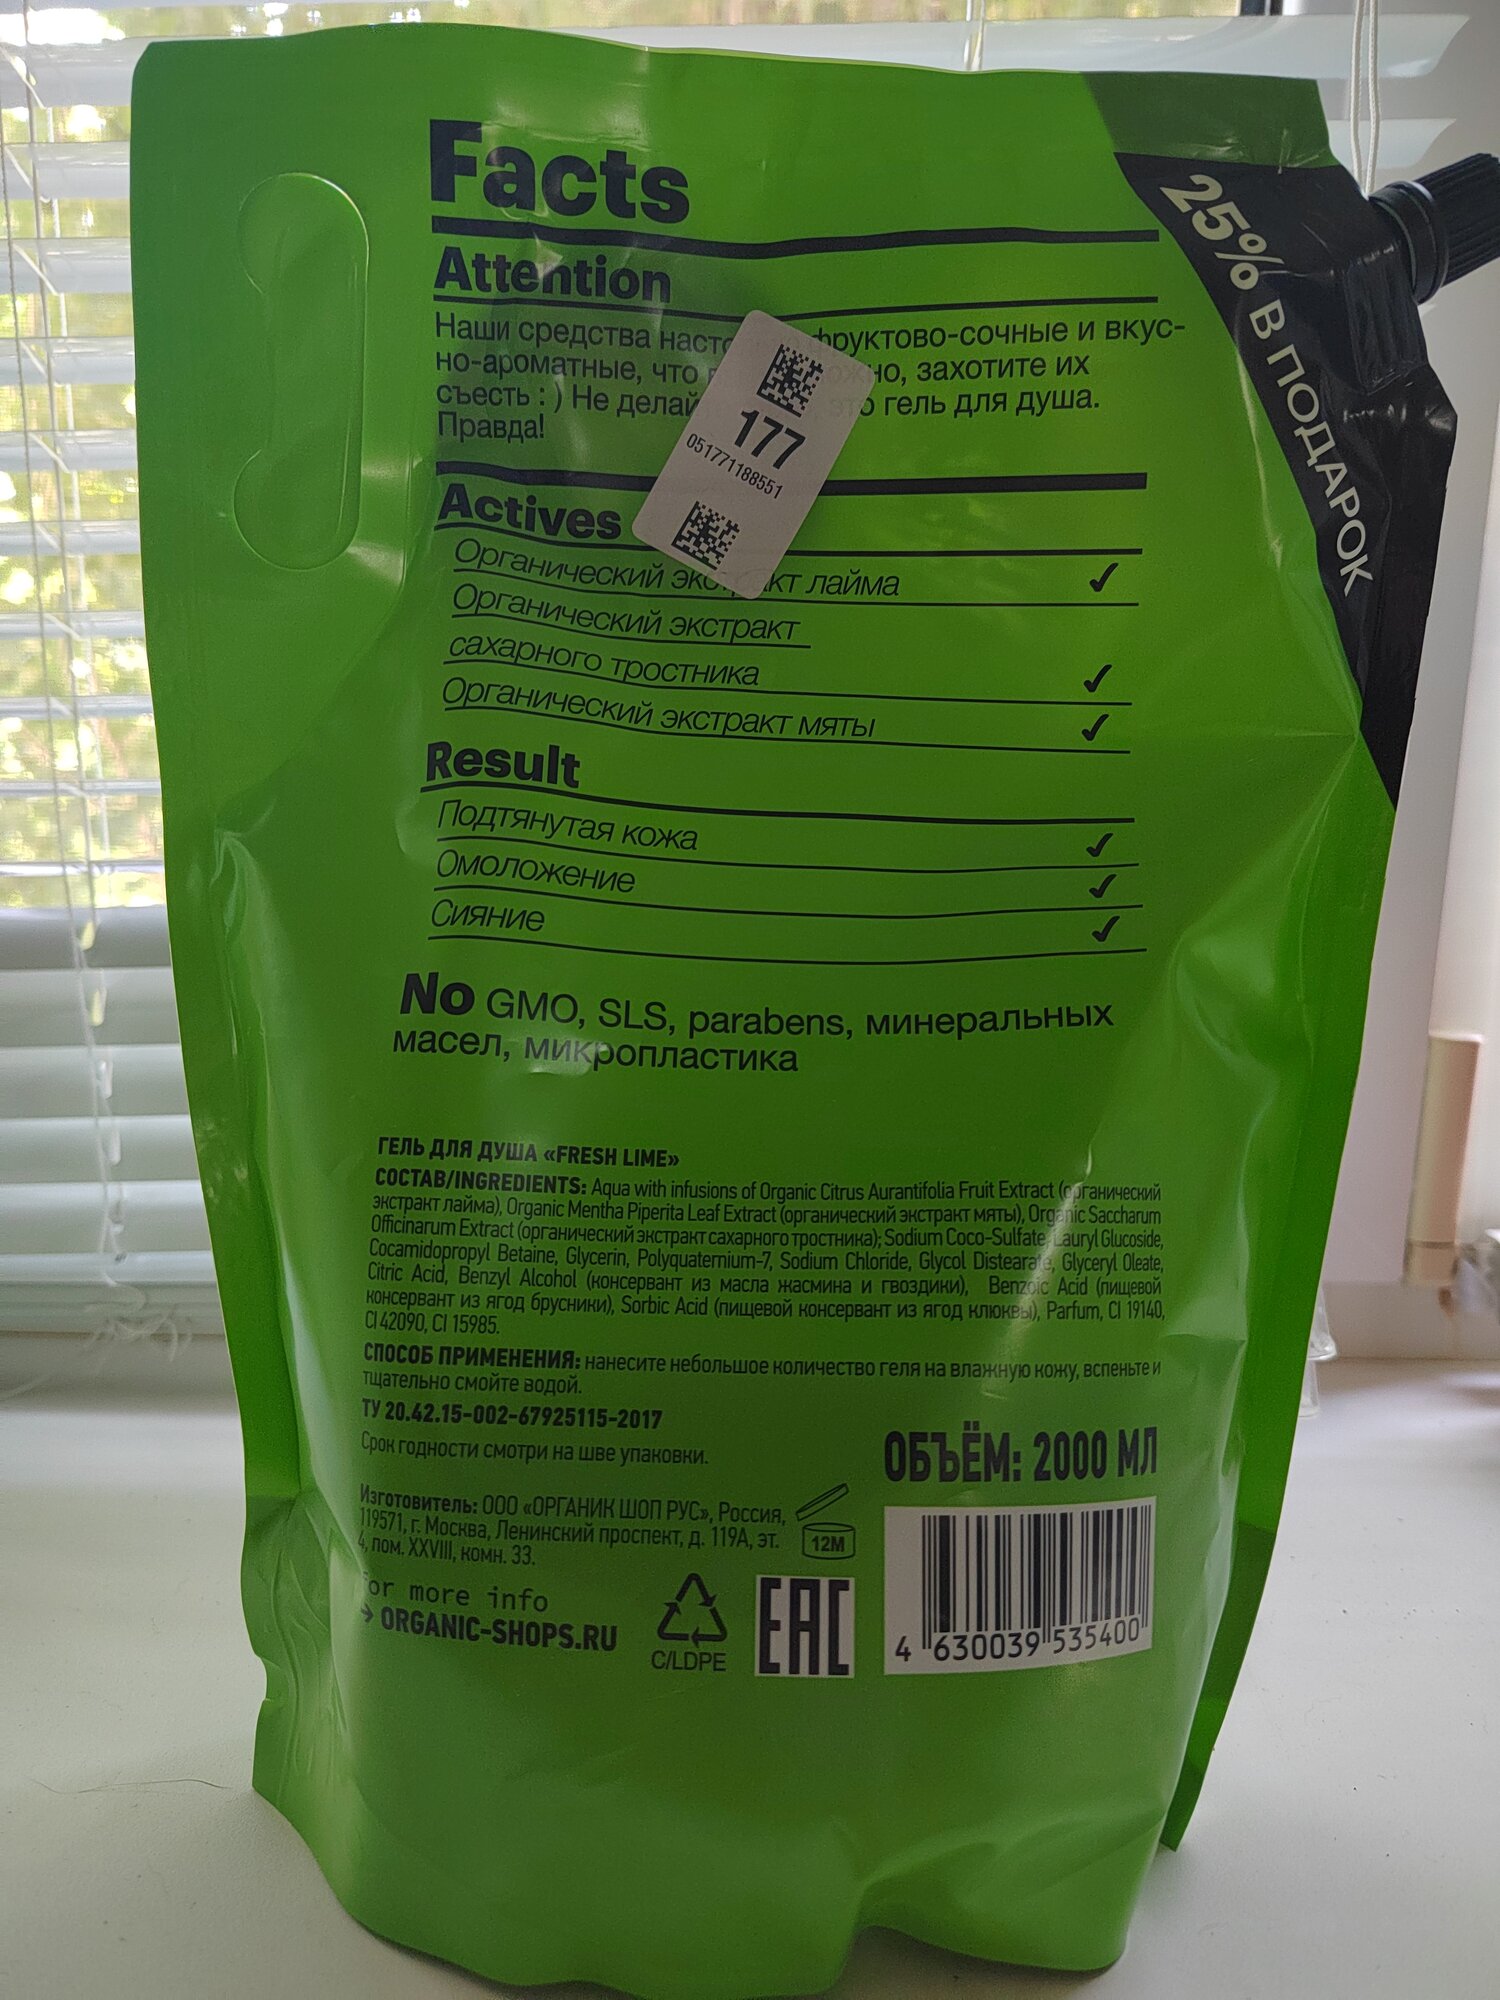 Facts
Attention
Наши средства фруктово-сочные и вкус-
но-ароматные, что захотите их
съесть : ) Не гель для душа.
Правда!
25% В ПОДАРОК
177
051771188551
Actives
Органический лайма ✓
Органический экстракт
сахарного тростника ✓
Органический экстракт мяты ✓
Result
Подтянутая кожа ✓
Омоложение ✓
Сияние ✓
No GMO, SLS, parabens, минеральных
масел, микропластика
ГЕЛЬ ДЛЯ ДУША «FRESH LIME»
СОСТАВ/INGREDIENTS: Aqua with infusions of Organic Citrus Aurantifolia Fruit Extract (органический
экстракт лайма), Organic Mentha Piperita Leaf Extract (органический экстракт мяты), Organic Saccharum
Officinarum Extract (органический экстракт сахарного тростника); Sodium Coco-Sulfate, Lauryl Glucoside,
Cocamidopropyl Betaine, Glycerin, Polyquaternium-7, Sodium Chloride, Glycol Distearate, Glyceryl Oleate,
Citric Acid, Benzyl Alcohol (консервант из масла жасмина и гвоздики), Benzoic Acid (пищевой
консервант из ягод брусники), Sorbic Acid (пищевой консервант из ягод клюквы), Parfum, CI 19140,
CI 42090, CI 15985.
СПОСОБ ПРИМЕНЕНИЯ: нанесите небольшое количество геля на влажную кожу, вспеньте и
тщательно смойте водой.
ТУ 20.42.15-002-67925115-2017
Срок годности смотри на шве упаковки.
ОБЪЁМ: 2000 МЛ
Изготовитель: ООО «ОРГАНИК ШОП РУС», Россия,
119571, г. Москва, Ленинский проспект, д. 119А, эт.
4, пом. XXVIII, комн. 33.
12M
for more info
→ ORGANIC-SHOPS.RU
C/LDPE
EAC
4 630039 535400